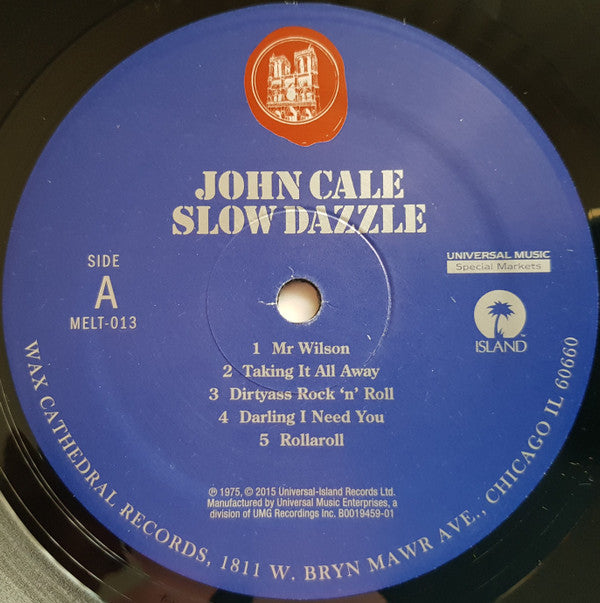 JOHN CALE
SLOW DAZZLE
SIDE
A
MELT-013
UNIVERSAL MUSIC
Special Markets
ISLAND™
1 Mr Wilson
2 Taking It All Away
3 Dirtyass Rock 'n' Roll
4 Darling I Need You
5 Rollaroll
℗ 1975, © 2015 Universal-Island Records Ltd.
Manufactured by Universal Music Enterprises, a
division of UMG Recordings Inc. B0019459-01
WAX CATHEDRAL RECORDS, 1811 W. BRYN MAWR AVE., CHICAGO IL 60660